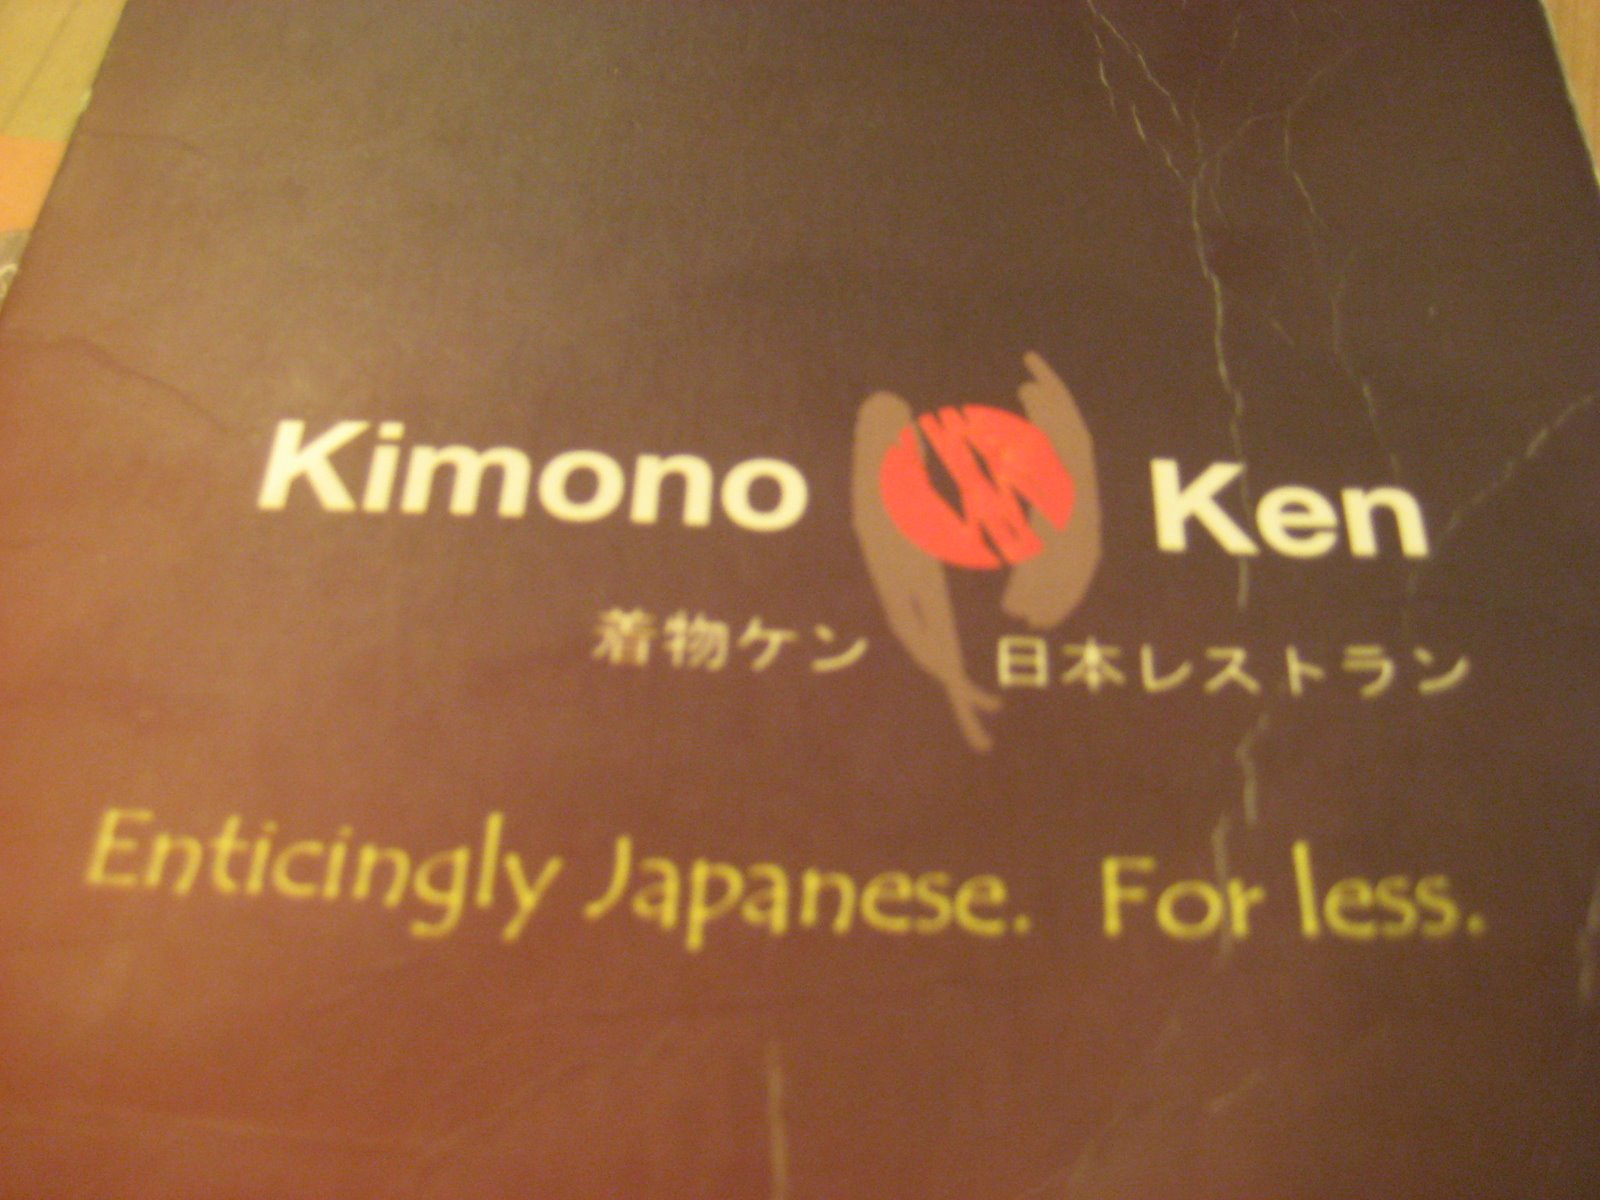 Kimono Ken
着物ケン 日本レストラン
Enticingly Japanese. For less.